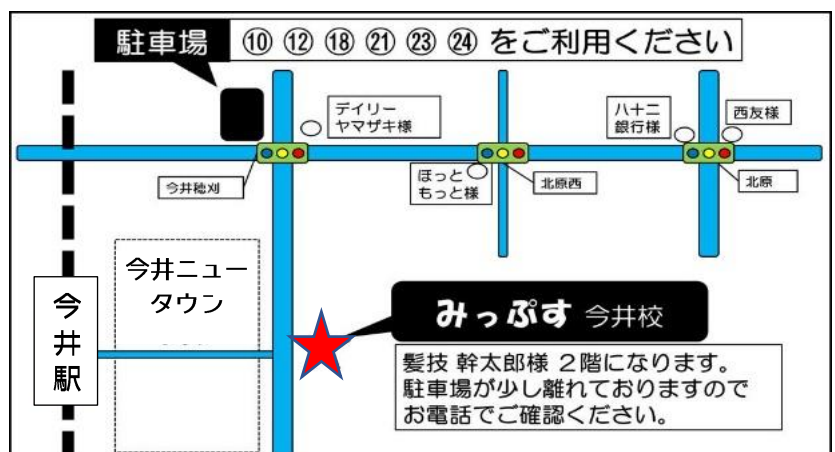 駐車場
⑩ ⑫ ⑱ ㉑ ㉓ ㉔ をご利用ください
デイリー
ヤマザキ様
八十二
銀行様
西友様
今井穂刈
ほっと
もっと様
北原西
北原
今井ニュー
タウン
今井駅
みっぷす 今井校
髪技 幹太郎様 2階になります。
駐車場が少し離れておりますので
お電話でご確認ください。